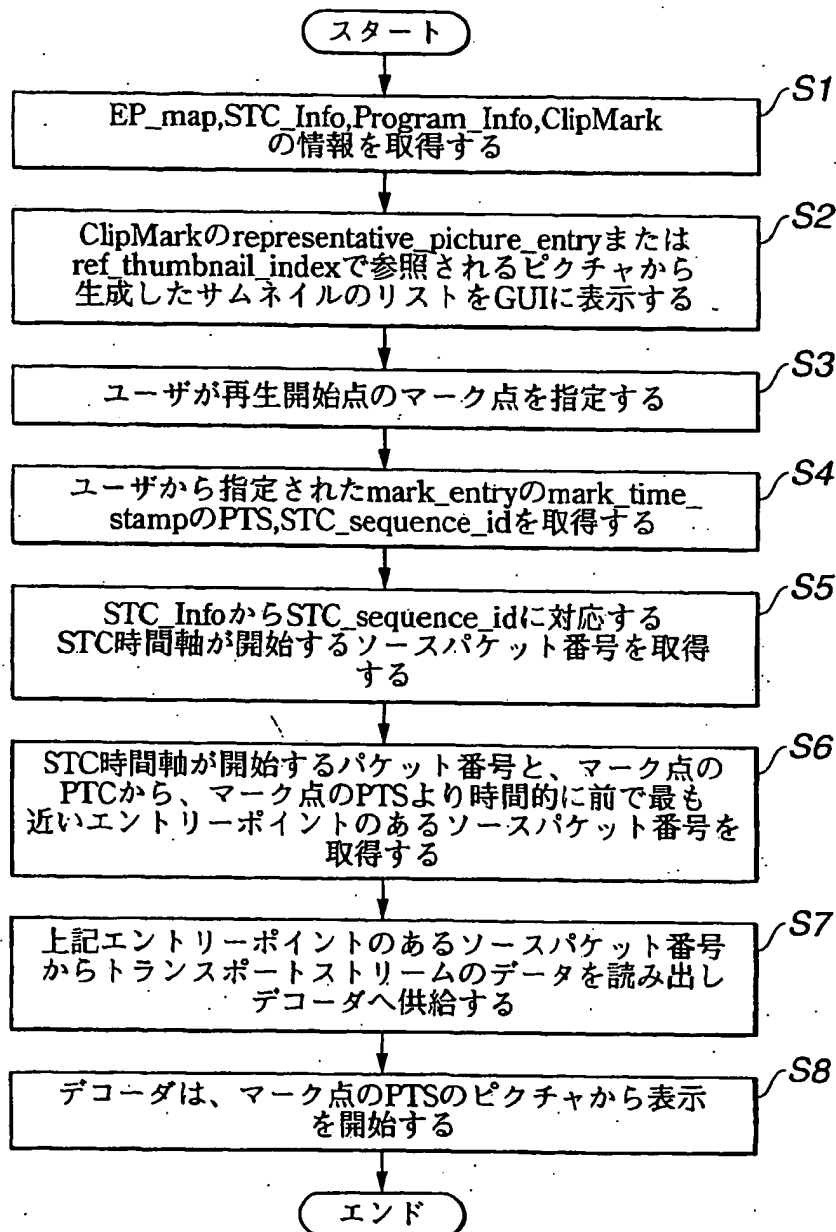 スタート
S1
EP_map,STC_Info,Program_Info,ClipMark
の情報を取得する
S2
ClipMarkのrepresentative_picture_entryまたは
ref_thumbnail_indexで参照されるピクチャから
生成したサムネイルのリストをGUIに表示する
S3
ユーザが再生開始点のマーク点を指定する
S4
ユーザから指定されたmark_entryのmark_time_
stampのPTS,STC_sequence_idを取得する
S5
STC_InfoからSTC_sequence_idに対応する
STC時間軸が開始するソースパケット番号を取得
する
S6
STC時間軸が開始するパケット番号と、マーク点の
PTCから、マーク点のPTSより時間的に前で最も
近いエントリーポイントのあるソースパケット番号を
取得する
S7
上記エントリーポイントのあるソースパケット番号
からトランスポートストリームのデータを読み出し
デコーダへ供給する
S8
デコーダは、マーク点のPTSのピクチャから表示
を開始する
エンド